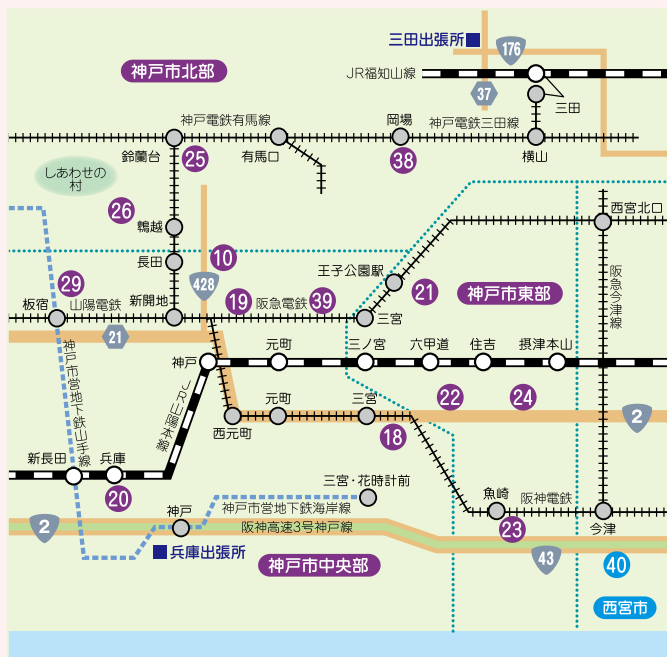 三田出張所
176
神戸市北部
JR福知山線
37
三田
神戸電鉄有馬線
岡場
神戸電鉄三田線
鈴蘭台
25
有馬口
38
横山
しあわせの
村
26
鵯越
西宮北口
10
長田
王子公園駅
29
428
21
神戸市東部
板宿
山陽電鉄
新開地
19
阪急電鉄
39
三宮
阪急今津線
21
神戸
元町
三ノ宮
六甲道
住吉
摂津本山
神戸市営地下鉄山手線
JR山陽本線
元町
三宮
22
24
2
西元町
18
新長田
兵庫
20
三宮・花時計前
魚崎
阪神電鉄
神戸
神戸市営地下鉄海岸線
23
今津
2
阪神高速3号神戸線
兵庫出張所
神戸市中央部
43
40
西宮市